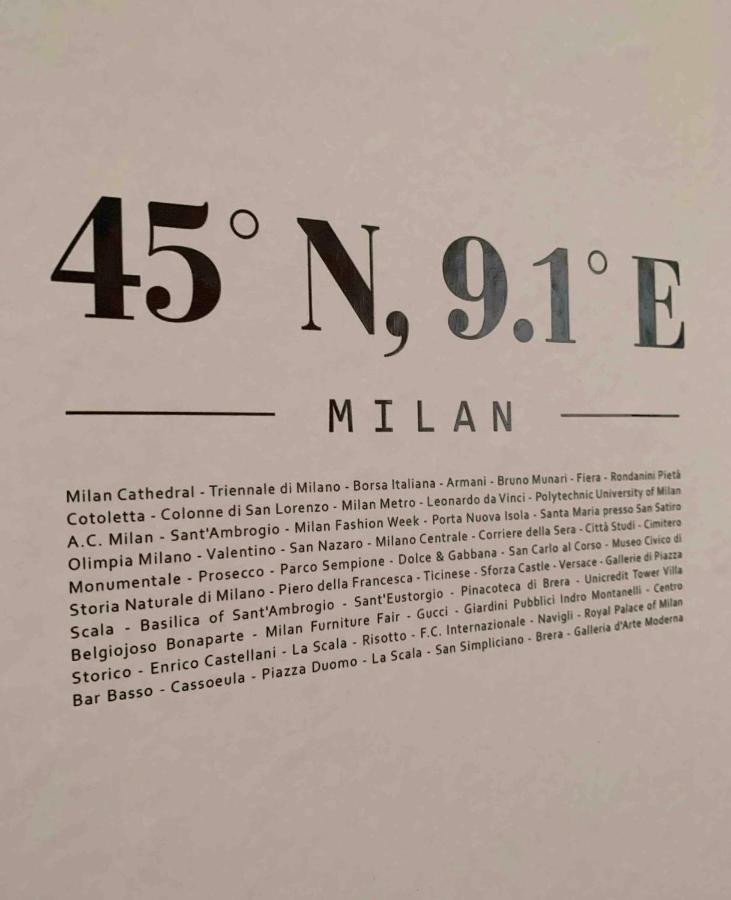 45° N, 9.1° E
MILAN
Milan Cathedral - Triennale di Milano - Borsa Italiana - Armani - Bruno Munari - Fiera - Rondanini Pietà
Cotoletta - Colonne di San Lorenzo - Milan Metro - Leonardo da Vinci - Polytechnic University of Milan
A.C. Milan - Sant'Ambrogio - Milan Fashion Week - Porta Nuova Isola - Santa Maria presso San Satiro
Olimpia Milano - Valentino - San Nazaro - Milano Centrale - Corriere della Sera - Città Studi - Cimitero
Monumentale - Prosecco - Parco Sempione - Dolce & Gabbana - San Carlo al Corso - Museo Civico di
Storia Naturale di Milano - Piero della Francesca - Ticinese - Sforza Castle - Versace - Gallerie di Piazza
Scala - Basilica of Sant'Ambrogio - Sant'Eustorgio - Pinacoteca di Brera - Unicredit Tower Villa
Belgiojoso Bonaparte - Milan Furniture Fair - Gucci - Giardini Pubblici Indro Montanelli - Centro
Storico - Enrico Castellani - La Scala - Risotto - F.C. Internazionale - Navigli - Royal Palace of Milan
Bar Basso - Cassoeula - Piazza Duomo - La Scala - San Simpliciano - Brera - Galleria d'Arte Moderna